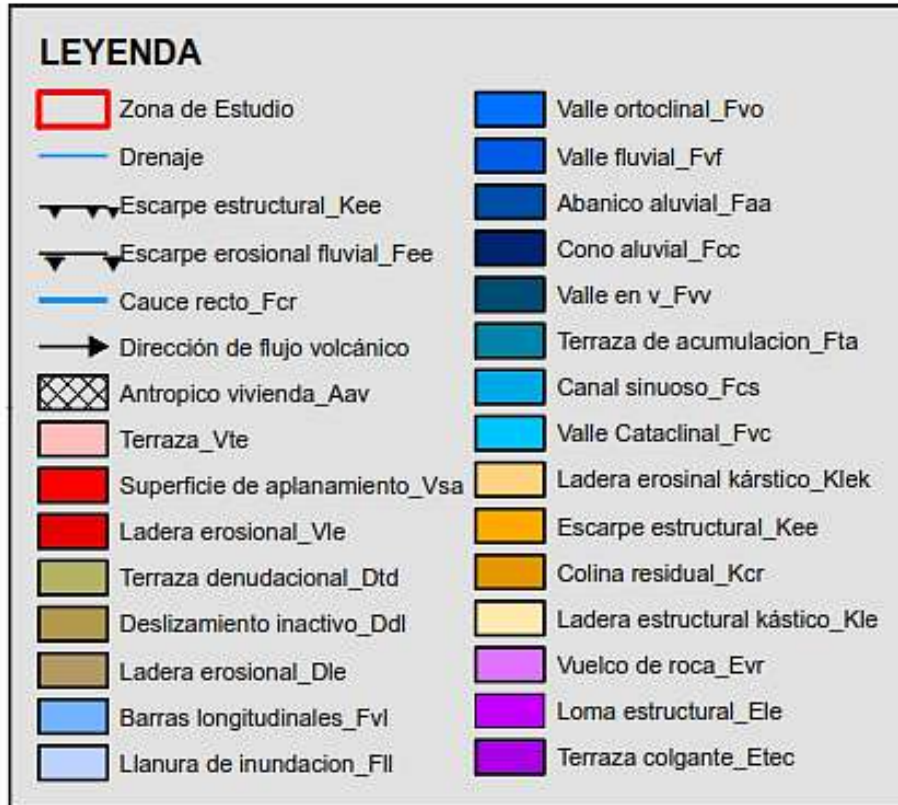 LEYENDA
Zona de Estudio
Drenaje
Escarpe estructural_Kee
Escarpe erosional fluvial_Fee
Cauce recto_Fcr
Dirección de flujo volcánico
Antropico vivienda_Aav
Terraza_Vte
Superficie de aplanamiento_Vsa
Ladera erosional_Vle
Terraza denudacional_Dtd
Deslizamiento inactivo_Ddl
Ladera erosional_Dle
Barras longitudinales_Fvl
Llanura de inundacion_Fll
Valle ortoclinal_Fvo
Valle fluvial_Fvf
Abanico aluvial_Faa
Cono aluvial_Fcc
Valle en v_Fvv
Terraza de acumulacion_Fta
Canal sinuoso_Fcs
Valle Cataclinal_Fvc
Ladera erosinal kárstico_Klek
Escarpe estructural_Kee
Colina residual_Kcr
Ladera estructural kástico_Kle
Vuelco de roca_Evr
Loma estructural_Ele
Terraza colgante_Etec